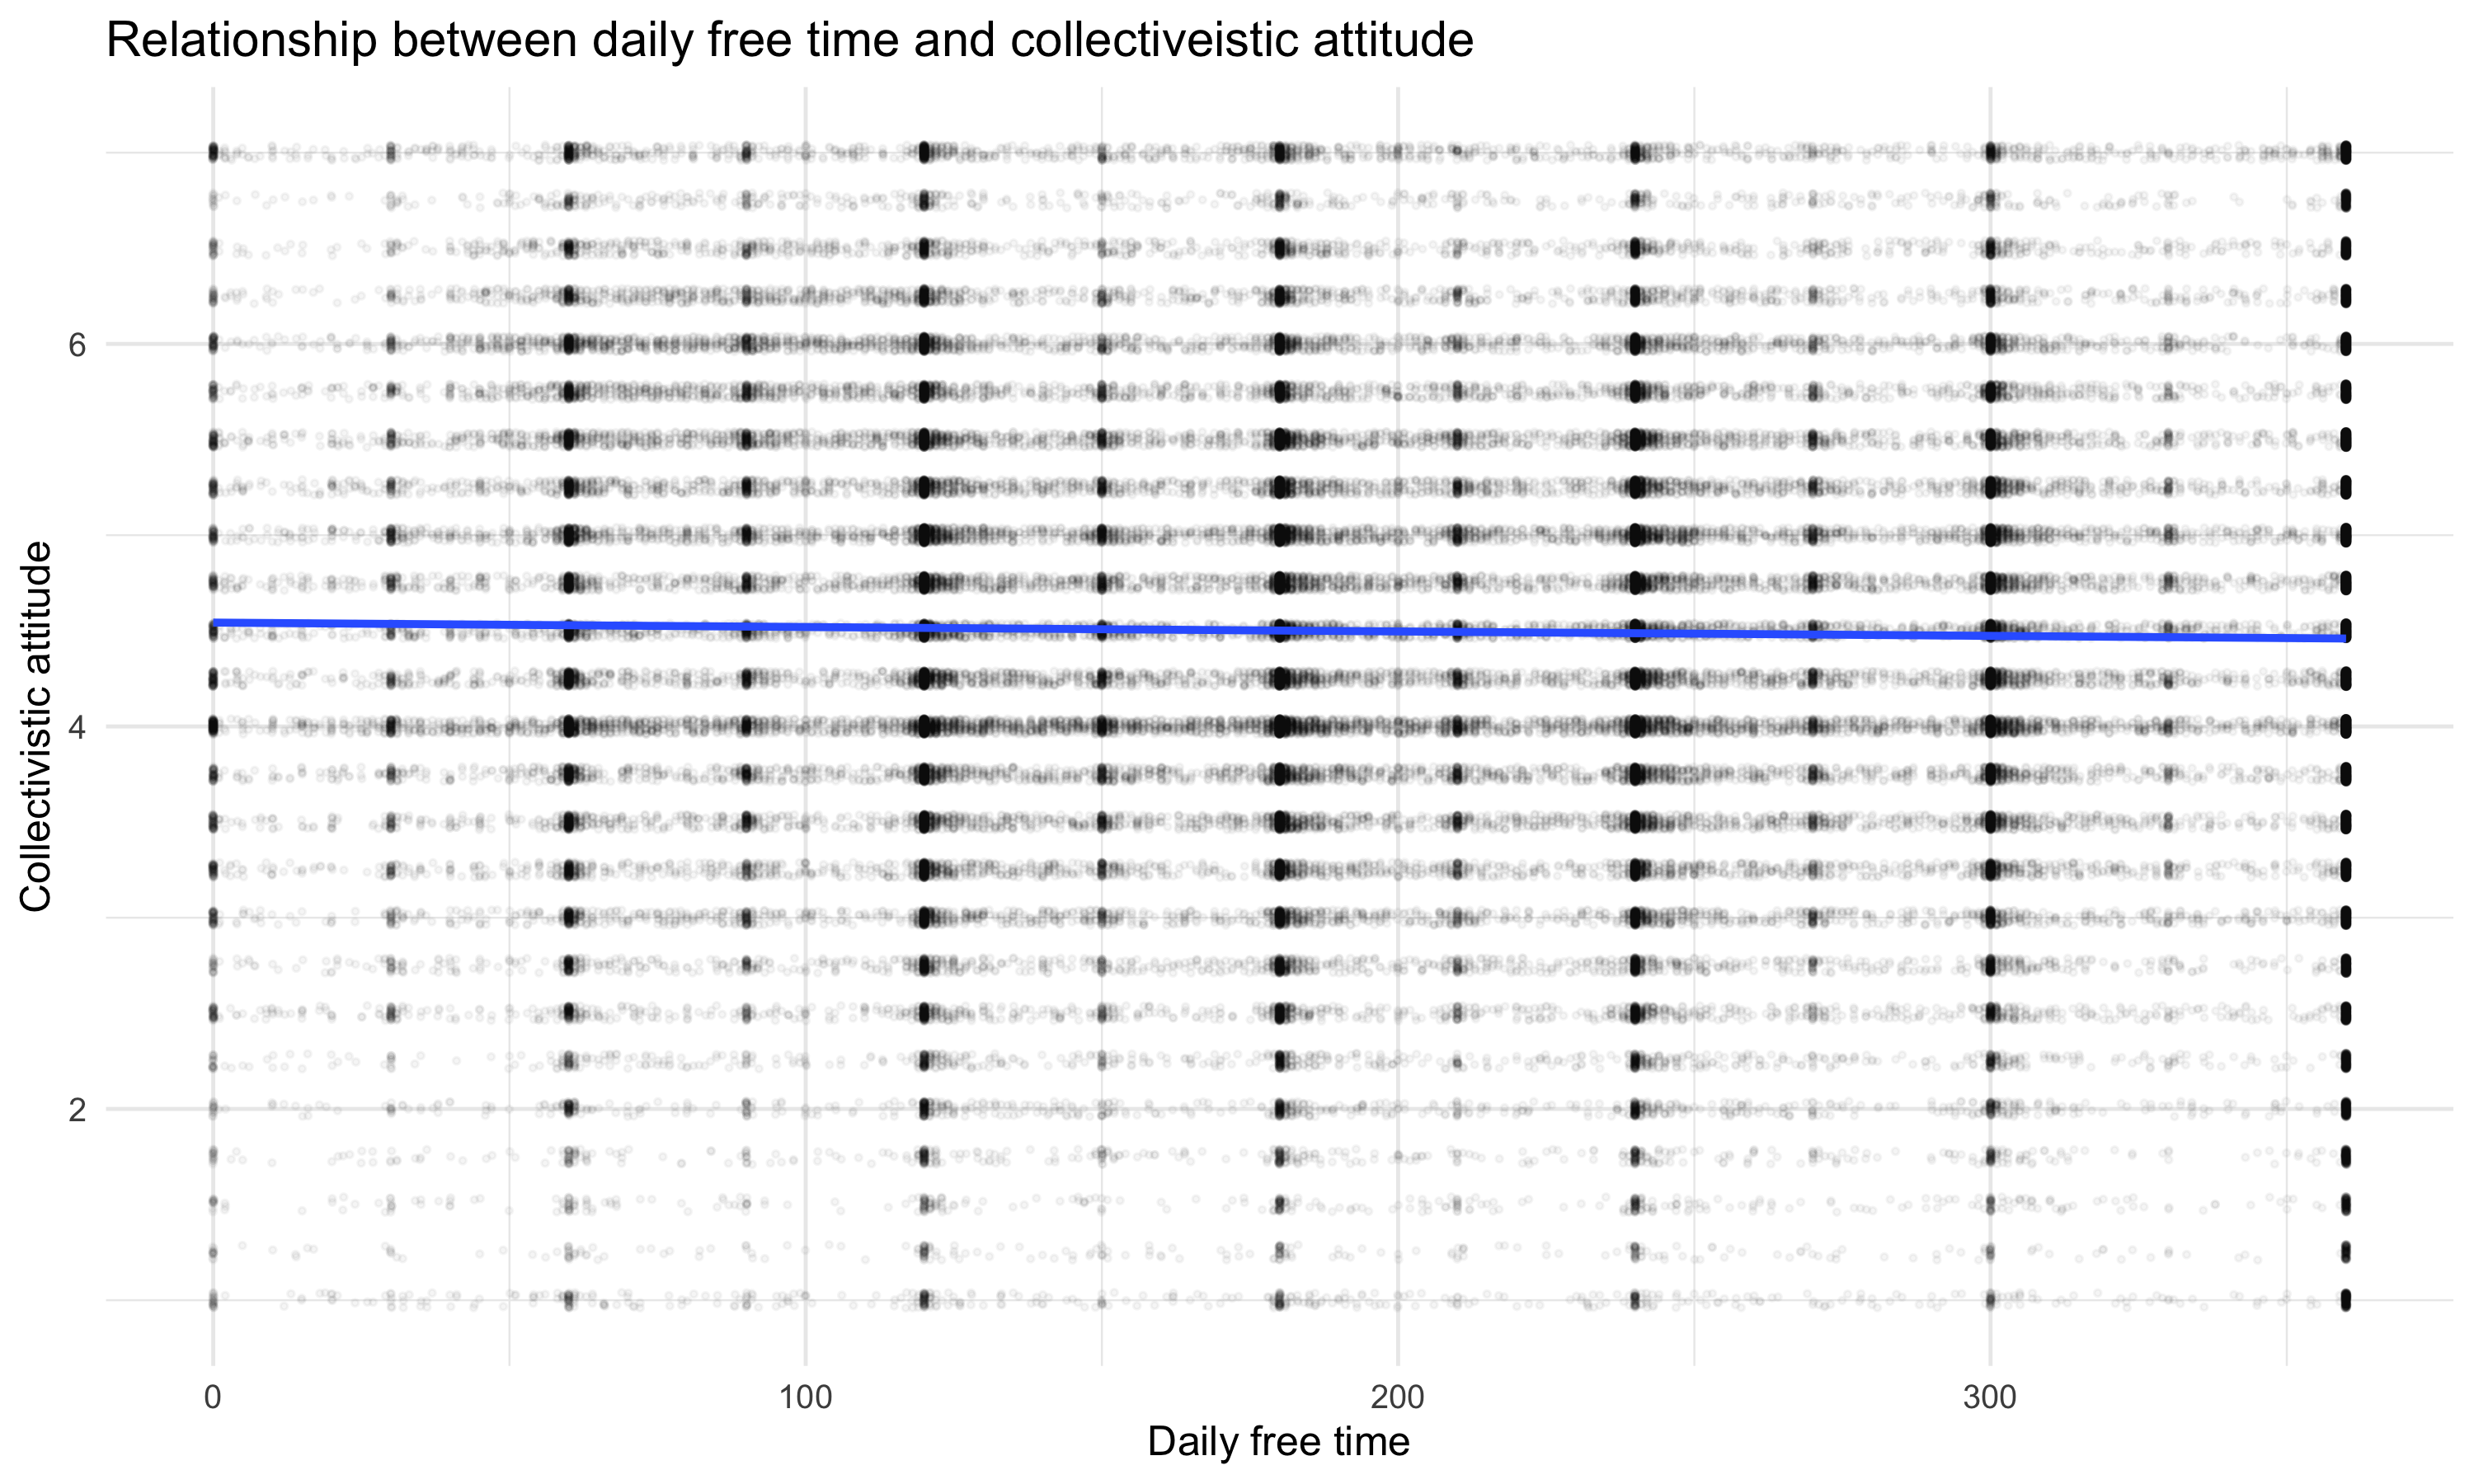 Relationship between daily free time and collectiveistic attitude
Collectivistic attitude
6
4
2
0 100 200 300
Daily free time